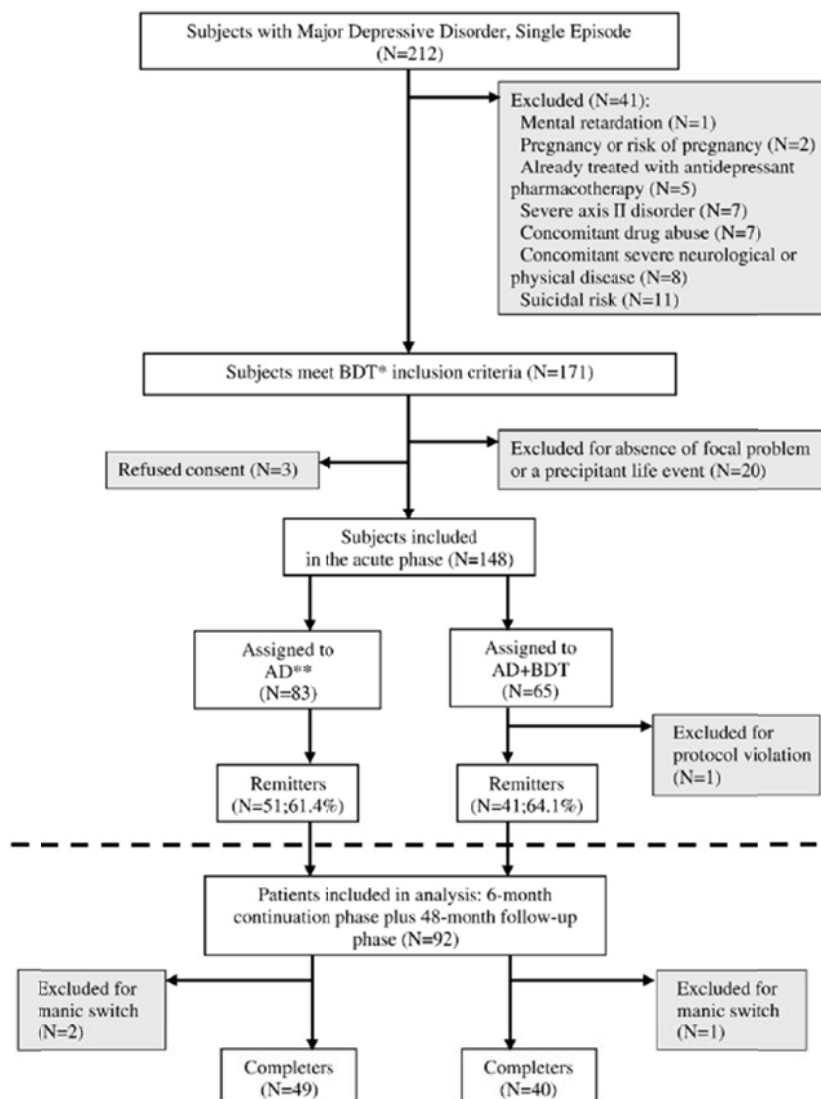 Subjects with Major Depressive Disorder, Single Episode
(N=212)
Excluded (N=41):
Mental retardation (N=1)
Pregnancy or risk of pregnancy (N=2)
Already treated with antidepressant
pharmacotherapy (N=5)
Severe axis II disorder (N=7)
Concomitant drug abuse (N=7)
Concomitant severe neurological or
physical disease (N=8)
Suicidal risk (N=11)
Subjects meet BDT* inclusion criteria (N=171)
Refused consent (N=3)
Excluded for absence of focal problem
or a precipitant life event (N=20)
Subjects included
in the acute phase (N=148)
Assigned to
AD**
(N=83)
Assigned to
AD+BDT
(N=65)
Excluded for
protocol violation
(N=1)
Remitters
(N=51;61.4%)
Remitters
(N=41;64.1%)
Patients included in analysis: 6-month
continuation phase plus 48-month follow-up
phase (N=92)
Excluded for
manic switch
(N=2)
Excluded for
manic switch
(N=1)
Completers
(N=49)
Completers
(N=40)